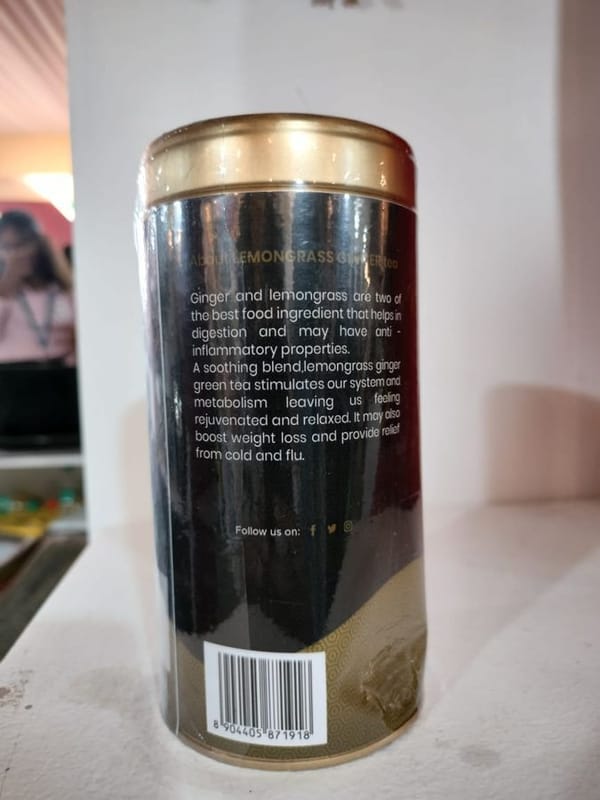 About LEMONGRASS GINGER tea
Ginger and lemongrass are two of
the best food ingredient that helps in
digestion and may have anti -
inflammatory properties.
A soothing blend,lemongrass ginger
green tea stimulates our system and
metabolism leaving us feeling
rejuvenated and relaxed. It may also
boost weight loss and provide relief
from cold and flu.
Follow us on:
8 904405 871918